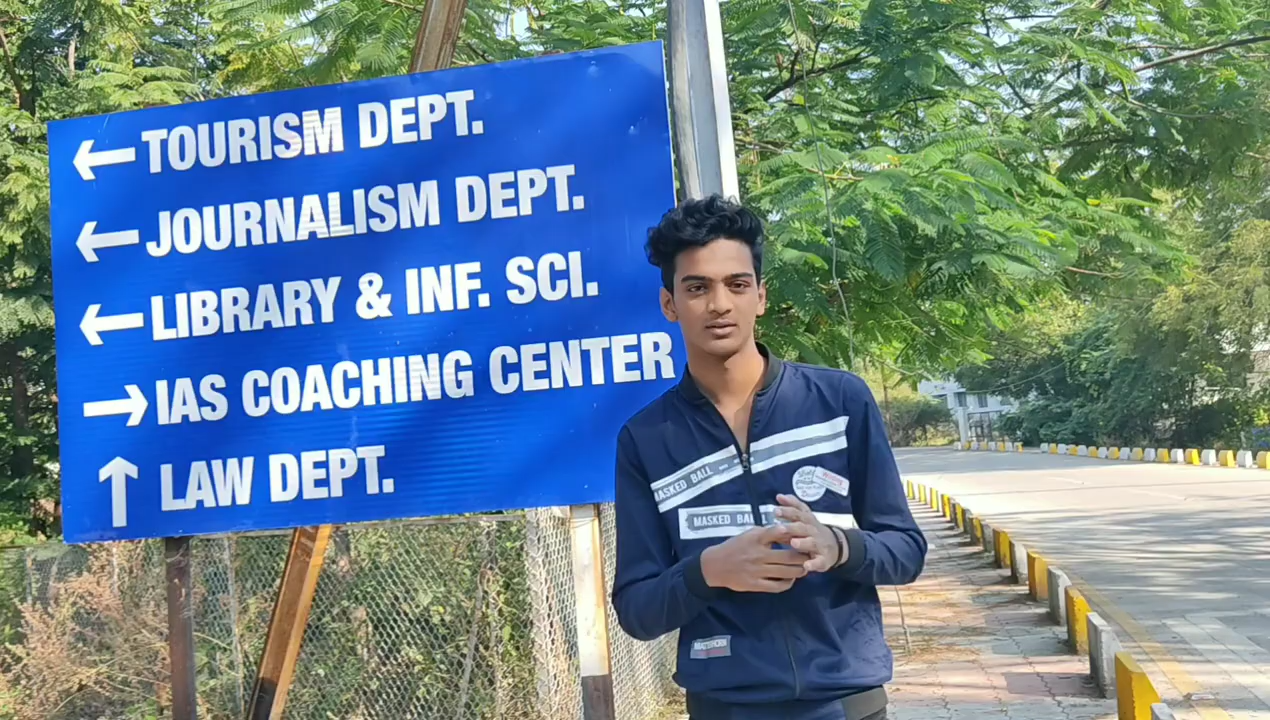 ← TOURISM DEPT.
← JOURNALISM DEPT.
← LIBRARY & INF. SCI.
→ IAS COACHING CENTER
↑ LAW DEPT.
MASKED BALL
MASKED BALL